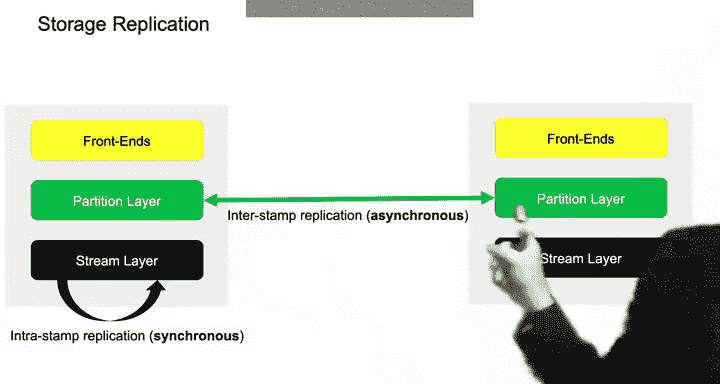 Storage Replication
Front-Ends
Front-Ends
Partition Layer
Partition Layer
Inter-stamp replication (asynchronous)
Stream Layer
Stream Layer
Intra-stamp replication (synchronous)